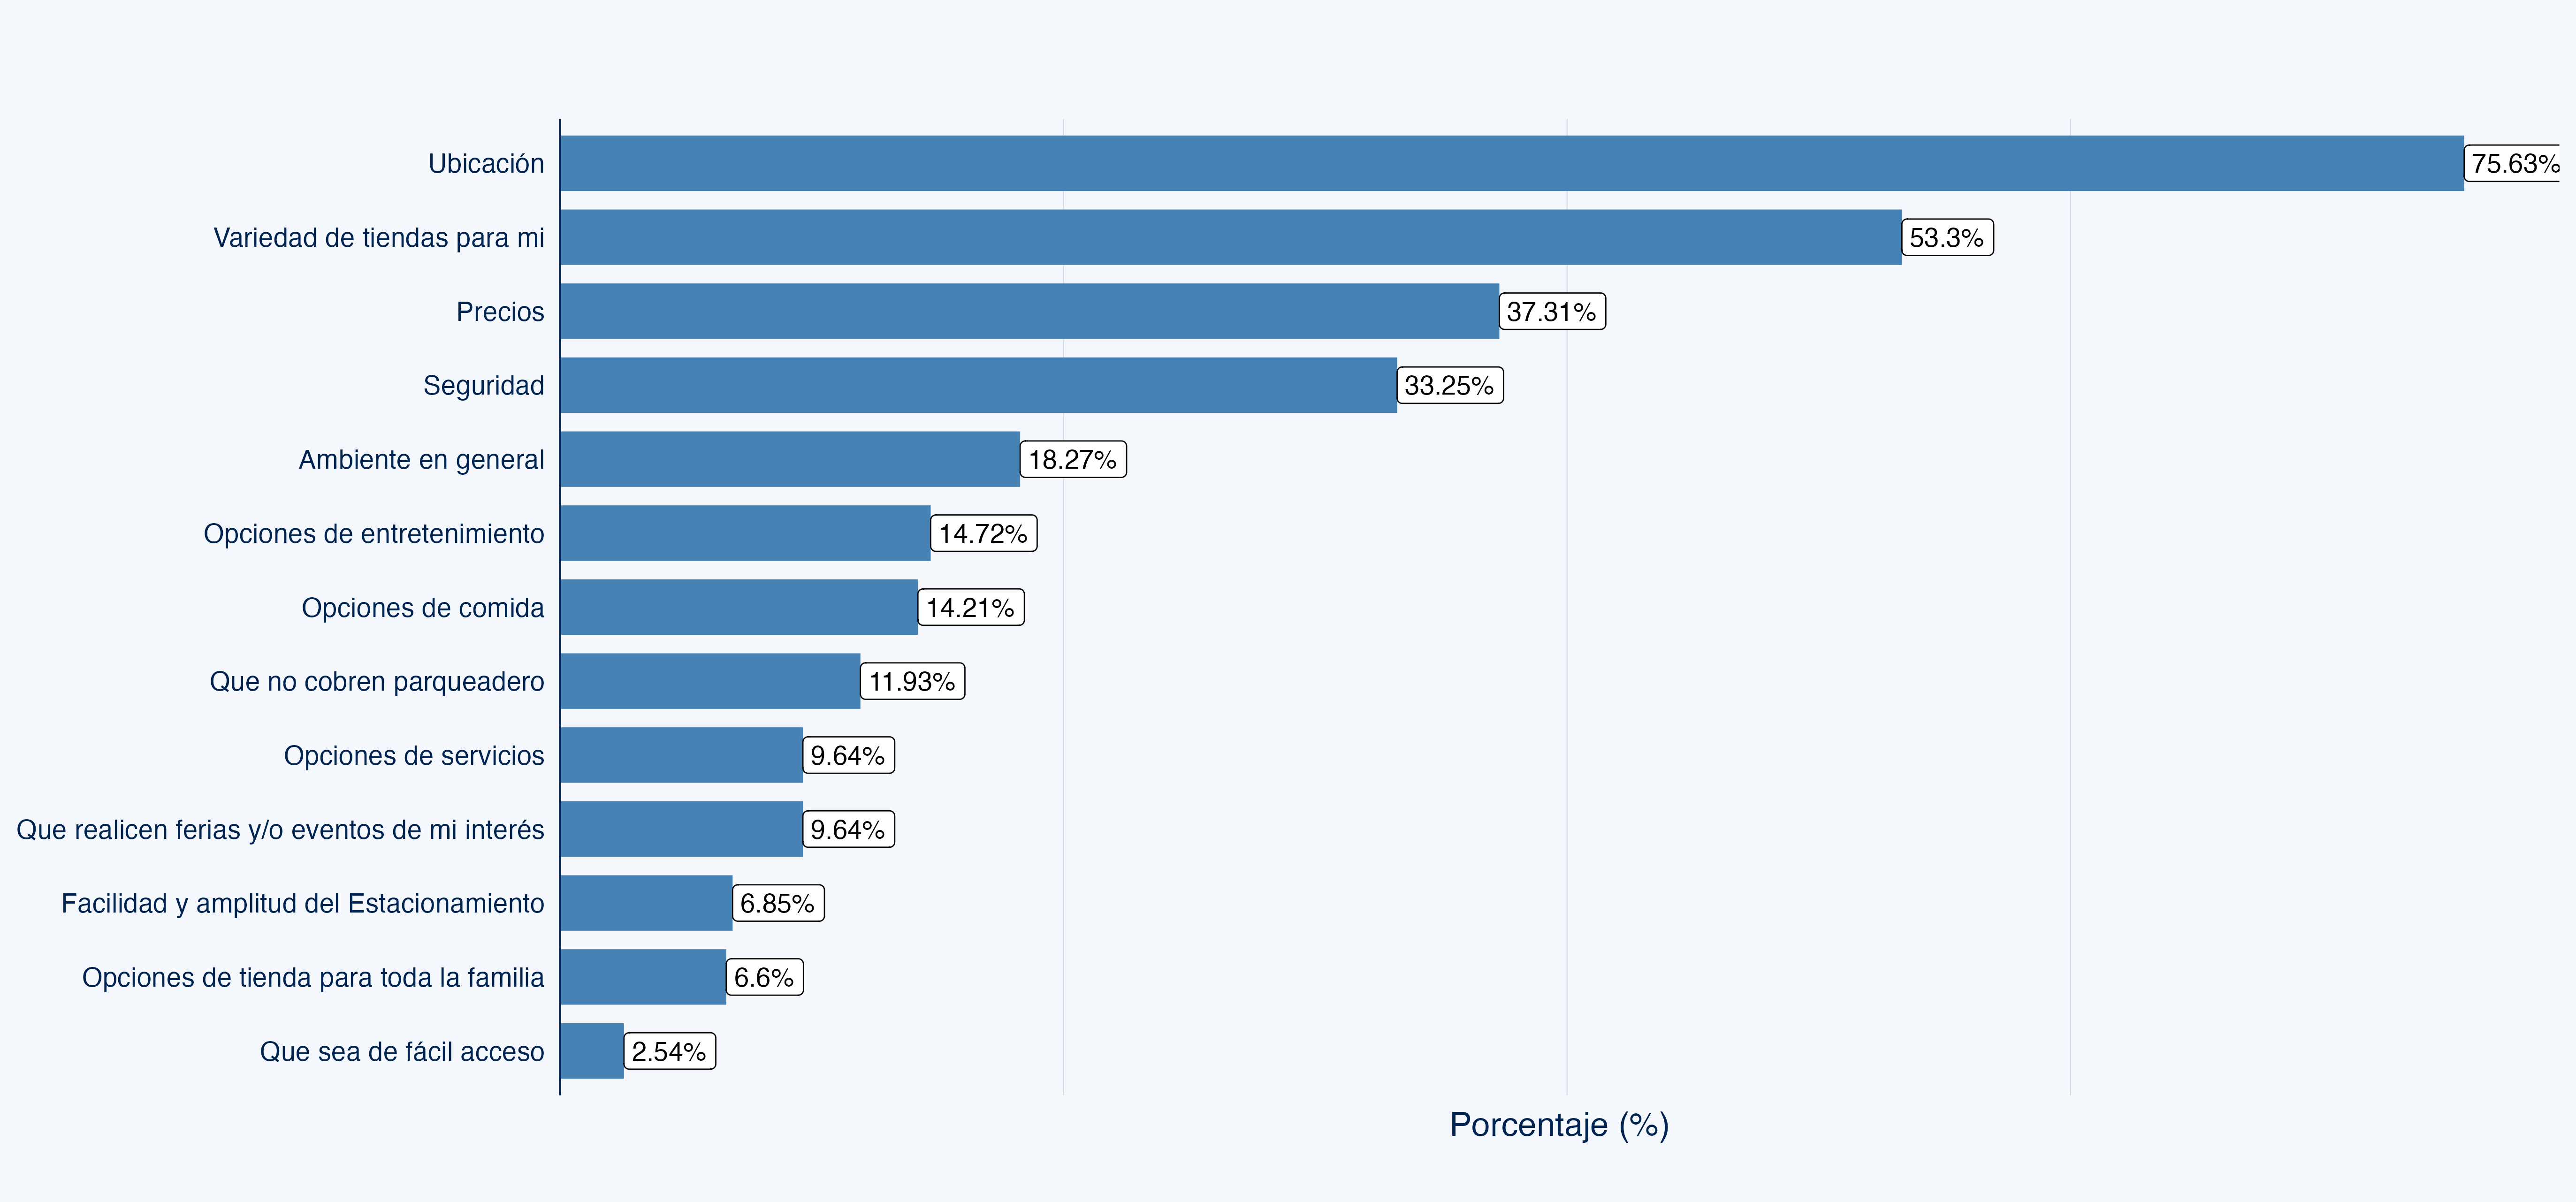 Ubicación 75.63%
Variedad de tiendas para mi 53.3%
Precios 37.31%
Seguridad 33.25%
Ambiente en general 18.27%
Opciones de entretenimiento 14.72%
Opciones de comida 14.21%
Que no cobren parqueadero 11.93%
Opciones de servicios 9.64%
Que realicen ferias y/o eventos de mi interés 9.64%
Facilidad y amplitud del Estacionamiento 6.85%
Opciones de tienda para toda la familia 6.6%
Que sea de fácil acceso 2.54%
Porcentaje (%)